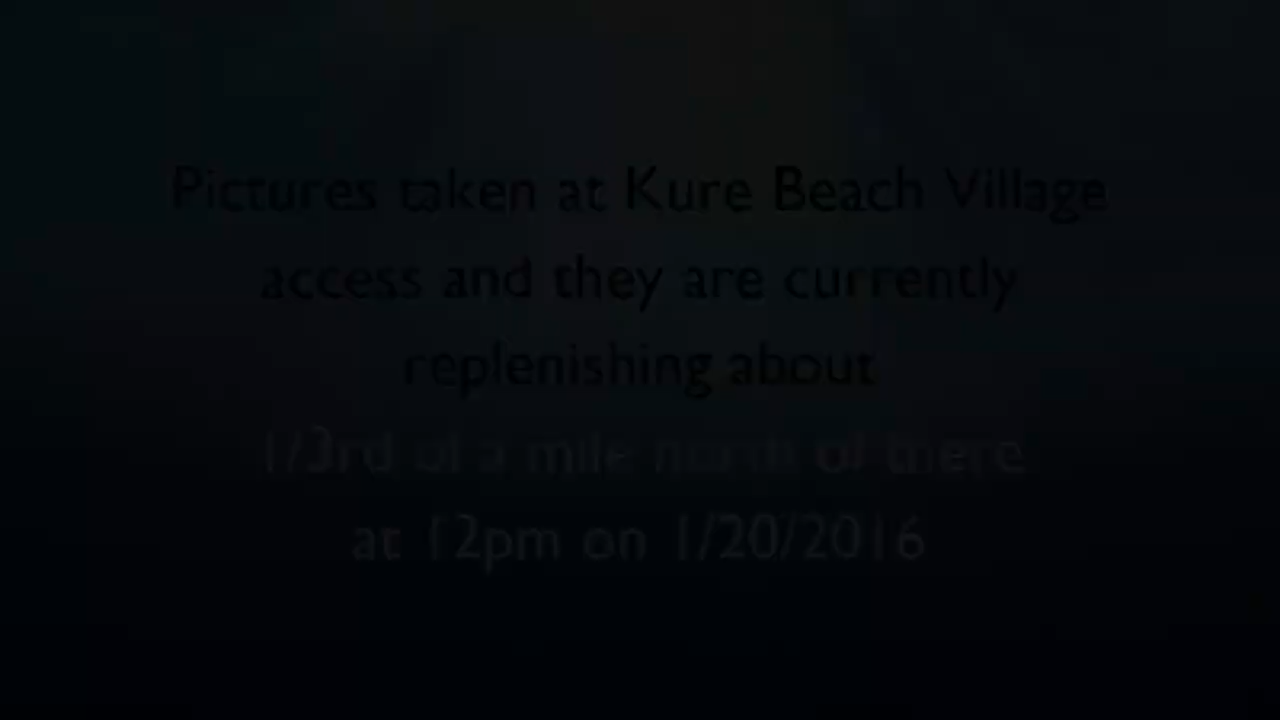 Pictures taken at Kure Beach Village
access and they are currently
replenishing about
1/3rd of a mile north of there
at 12pm on 1/20/2016